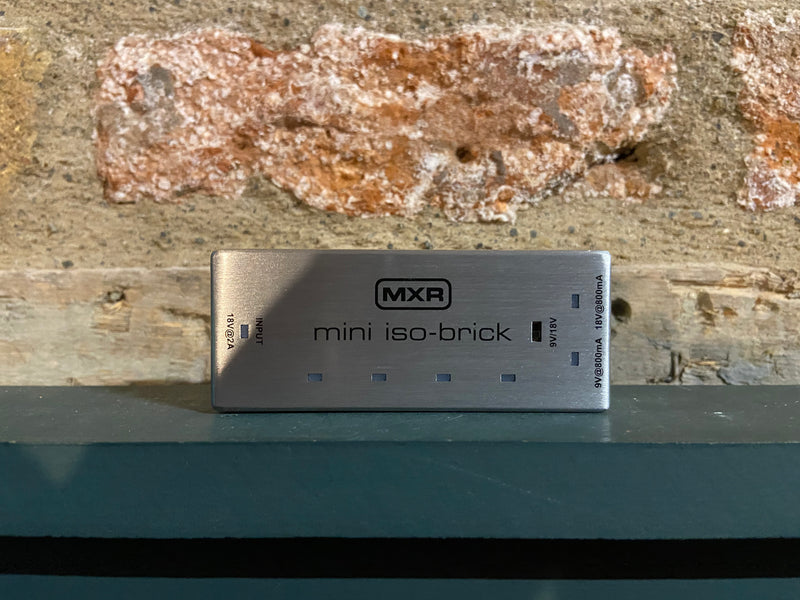 MXR
mini iso-brick
INPUT
18V@2A
9V/18V
18V@800mA
9V@800mA